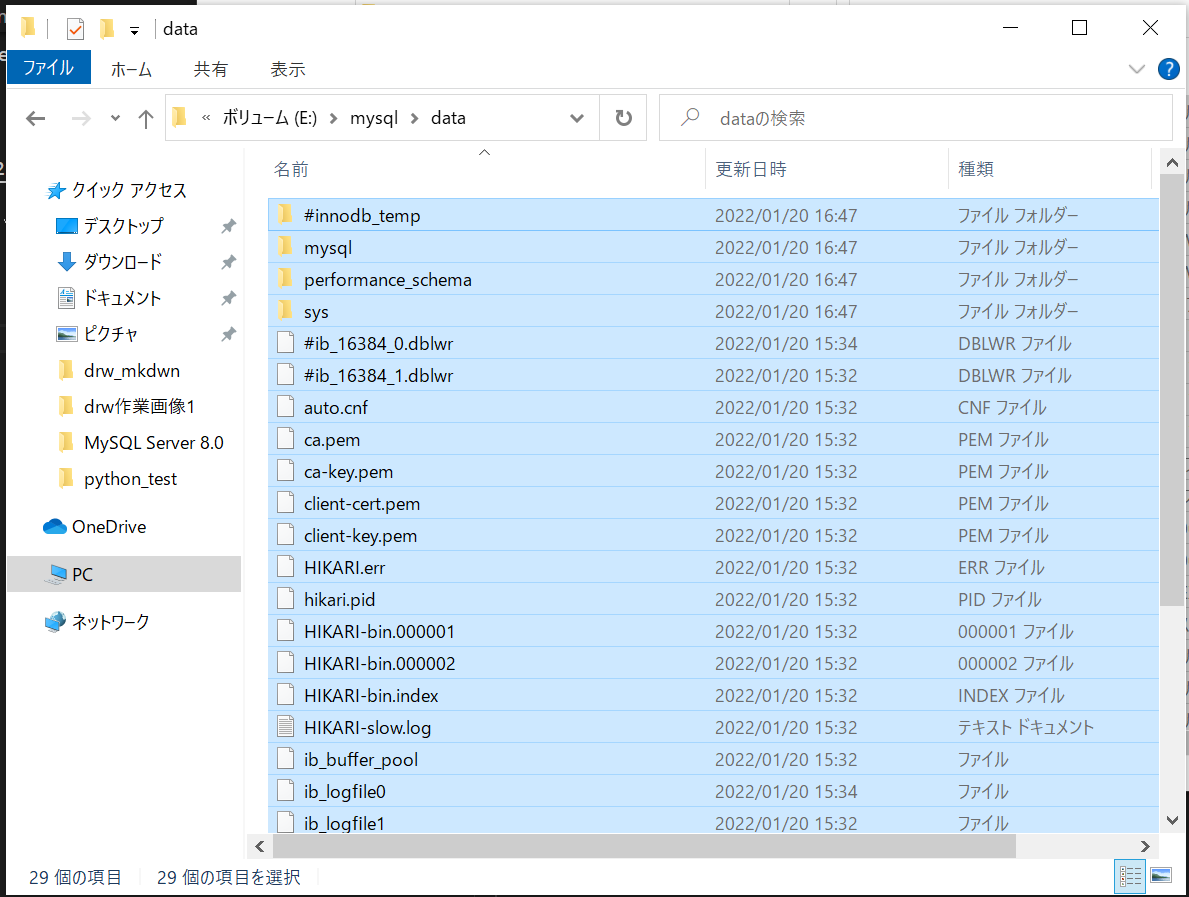 data
ファイル ホーム 共有 表示
« ボリューム (E:) mysql data dataの検索
クイック アクセス
デスクトップ
ダウンロード
ドキュメント
ピクチャ
drw_mkdwn
drw作業画像1
MySQL Server 8.0
python_test
OneDrive
PC
ネットワーク
名前 更新日時 種類
#innodb_temp 2022/01/20 16:47 ファイル フォルダー
mysql 2022/01/20 16:47 ファイル フォルダー
performance_schema 2022/01/20 16:47 ファイル フォルダー
sys 2022/01/20 16:47 ファイル フォルダー
#ib_16384_0.dblwr 2022/01/20 15:34 DBLWR ファイル
#ib_16384_1.dblwr 2022/01/20 15:32 DBLWR ファイル
auto.cnf 2022/01/20 15:32 CNF ファイル
ca.pem 2022/01/20 15:32 PEM ファイル
ca-key.pem 2022/01/20 15:32 PEM ファイル
client-cert.pem 2022/01/20 15:32 PEM ファイル
client-key.pem 2022/01/20 15:32 PEM ファイル
HIKARI.err 2022/01/20 15:32 ERR ファイル
hikari.pid 2022/01/20 15:32 PID ファイル
HIKARI-bin.000001 2022/01/20 15:32 000001 ファイル
HIKARI-bin.000002 2022/01/20 15:32 000002 ファイル
HIKARI-bin.index 2022/01/20 15:32 INDEX ファイル
HIKARI-slow.log 2022/01/20 15:32 テキスト ドキュメント
ib_buffer_pool 2022/01/20 15:32 ファイル
ib_logfile0 2022/01/20 15:34 ファイル
ib_logfile1 2022/01/20 15:32 ファイル
29 個の項目 29 個の項目を選択